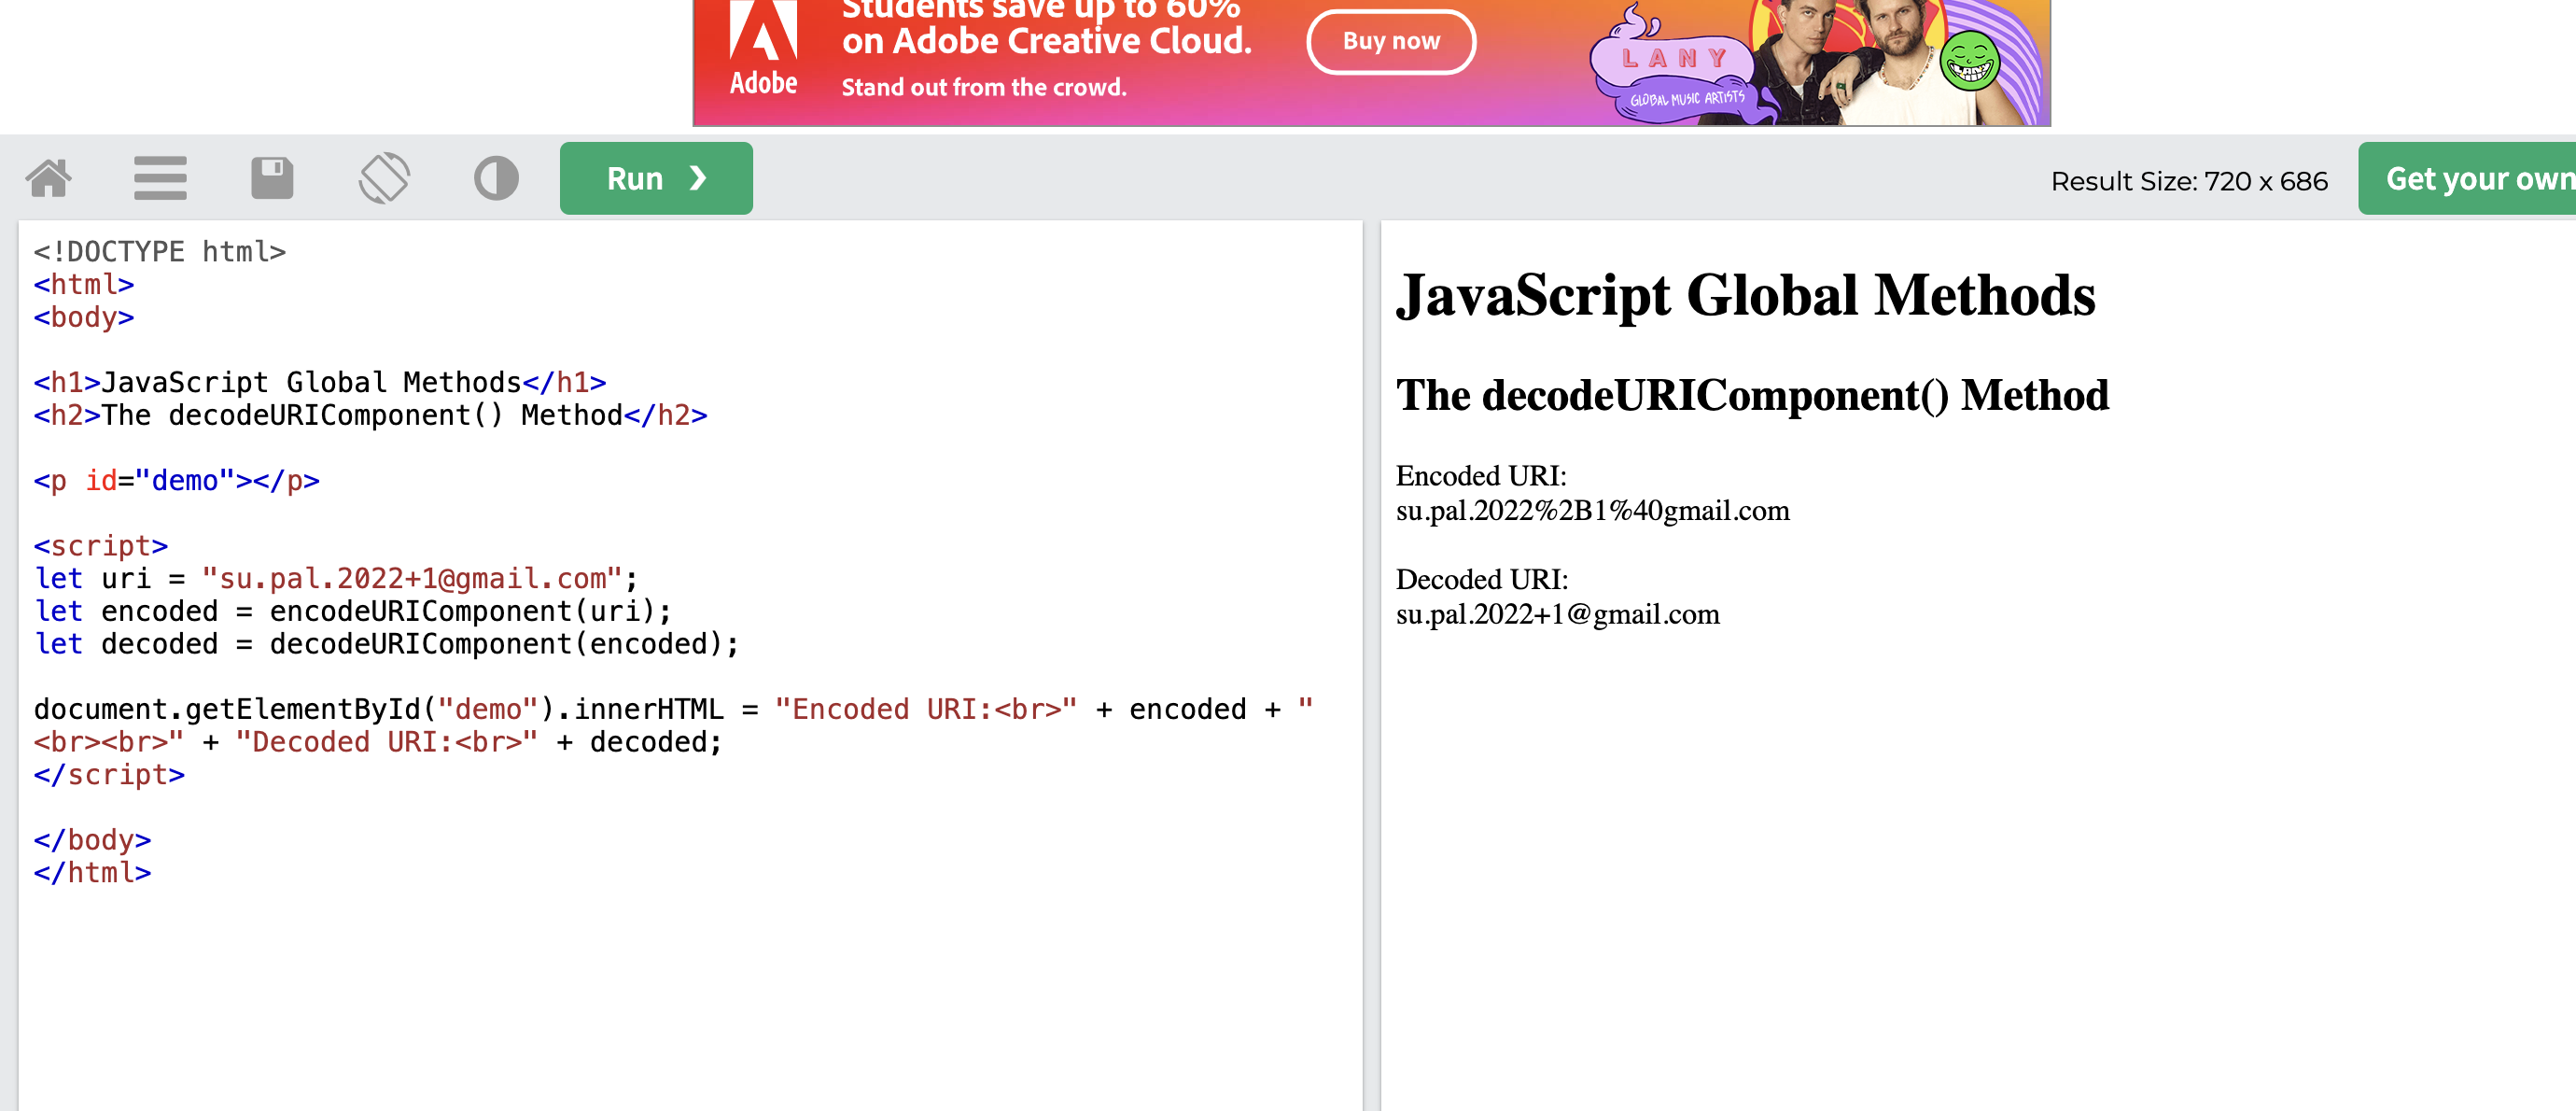 Students save up to 60%
on Adobe Creative Cloud.
Stand out from the crowd.
Adobe
Buy now
LANY
GLOBAL MUSIC ARTISTS
Run ❯
Result Size: 720 x 686
Get your own
<!DOCTYPE html>
<html>
<body>
<h1>JavaScript Global Methods</h1>
<h2>The decodeURIComponent() Method</h2>
<p id="demo"></p>
<script>
let uri = "su.pal.2022+1@gmail.com";
let encoded = encodeURIComponent(uri);
let decoded = decodeURIComponent(encoded);
document.getElementById("demo").innerHTML = "Encoded URI:<br>" + encoded + "
<br><br>" + "Decoded URI:<br>" + decoded;
</script>
</body>
</html>
JavaScript Global Methods
The decodeURIComponent() Method
Encoded URI:
su.pal.2022%2B1%40gmail.com
Decoded URI:
su.pal.2022+1@gmail.com